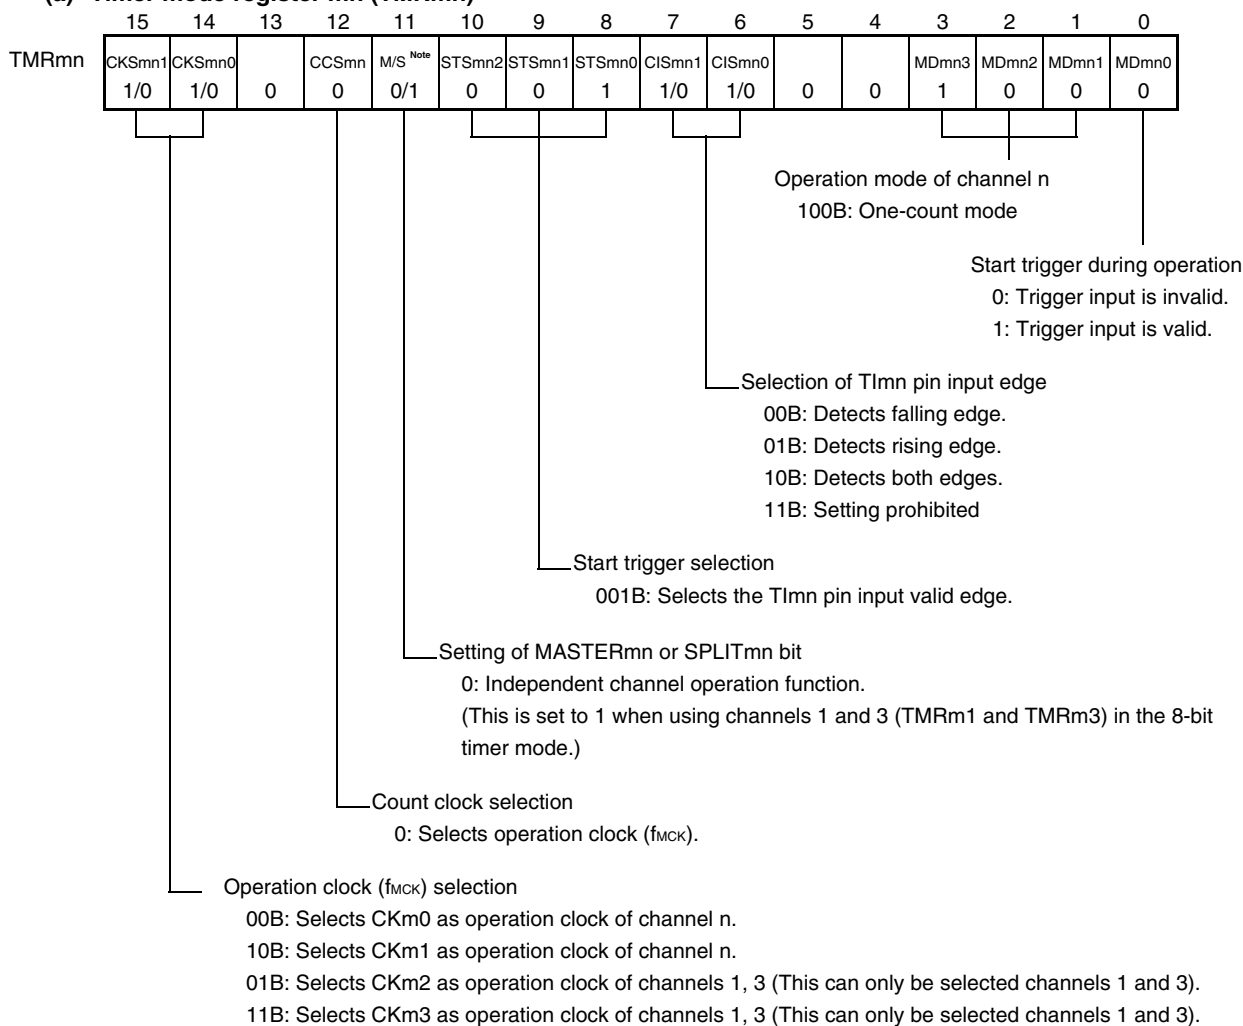 (a) Timer mode register mn (TMRmn)
15 14 13 12 11 10 9 8 7 6 5 4 3 2 1 0
TMRmn CKSmn1 CKSmn0 CCSmn M/S Note STSmn2 STSmn1 STSmn0 CISmn1 CISmn0 MDmn3 MDmn2 MDmn1 MDmn0
1/0 1/0 0 0 0/1 0 0 1 1/0 1/0 0 0 1 0 0 0
Operation mode of channel n
100B: One-count mode
Start trigger during operation
0: Trigger input is invalid.
1: Trigger input is valid.
Selection of TImn pin input edge
00B: Detects falling edge.
01B: Detects rising edge.
10B: Detects both edges.
11B: Setting prohibited
Start trigger selection
001B: Selects the TImn pin input valid edge.
Setting of MASTERmn or SPLITmn bit
0: Independent channel operation function.
(This is set to 1 when using channels 1 and 3 (TMRm1 and TMRm3) in the 8-bit
timer mode.)
Count clock selection
0: Selects operation clock (fMCK).
Operation clock (fMCK) selection
00B: Selects CKm0 as operation clock of channel n.
10B: Selects CKm1 as operation clock of channel n.
01B: Selects CKm2 as operation clock of channels 1, 3 (This can only be selected channels 1 and 3).
11B: Selects CKm3 as operation clock of channels 1, 3 (This can only be selected channels 1 and 3).